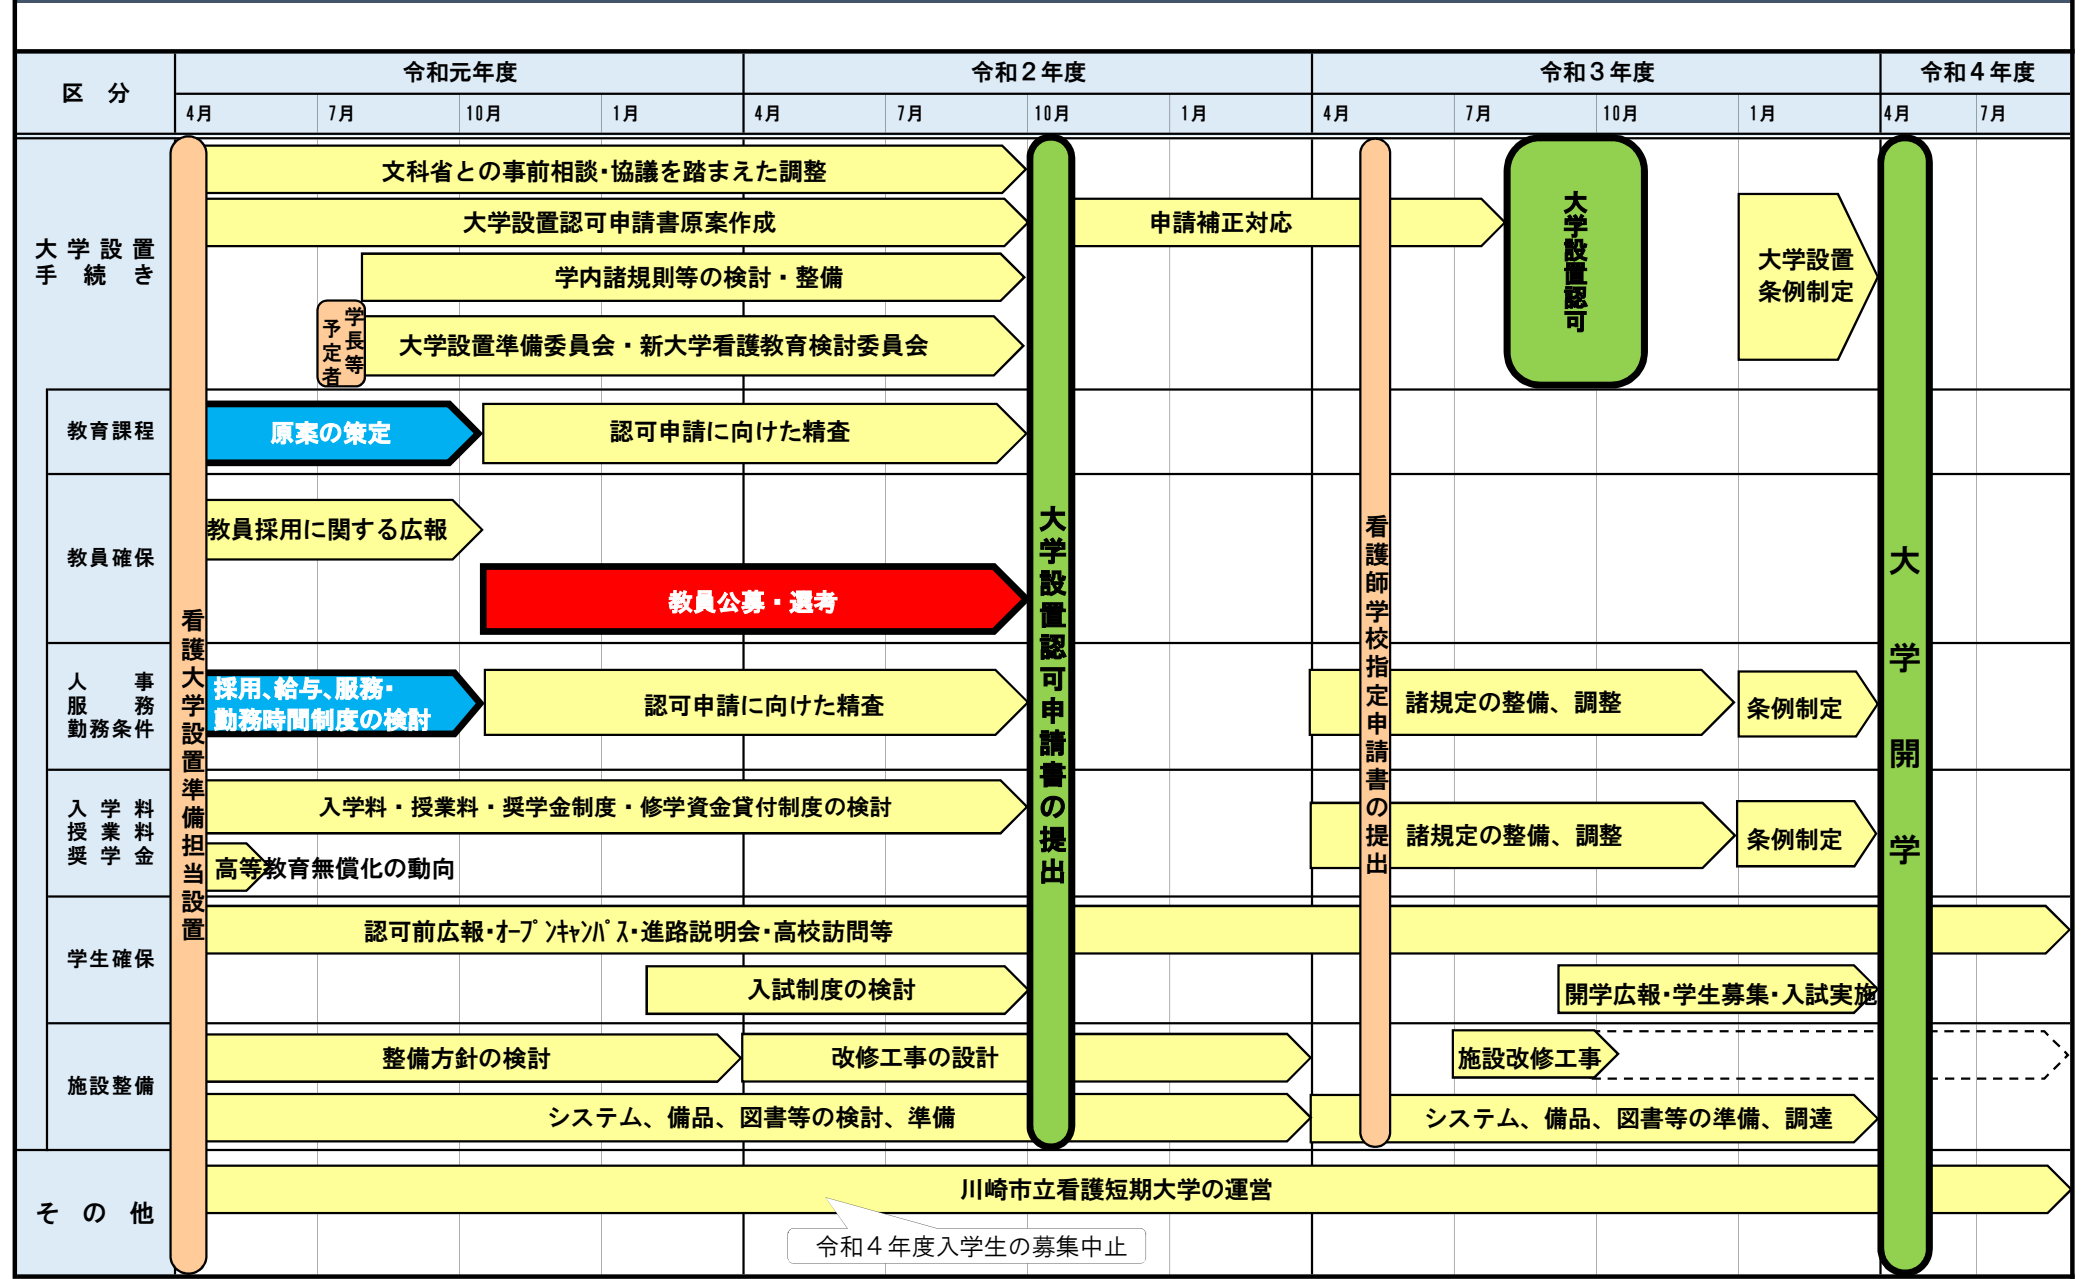 区　分
令和元年度
令和２年度
令和３年度
令和４年度
4月
7月
10月
1月
4月
7月
10月
1月
4月
7月
10月
1月
4月
7月
大学設置
手続き
文科省との事前相談・協議を踏まえた調整
大学設置認可申請書原案作成
申請補正対応
学内諸規則等の検討・整備
学長等
予定者
大学設置準備委員会・新大学看護教育検討委員会
大学設置認可
大学設置
条例制定
教育課程
原案の策定
認可申請に向けた精査
教員確保
教員採用に関する広報
教員公募・選考
人事
服務
勤務条件
採用、給与、服務・
勤務時間制度の検討
認可申請に向けた精査
諸規定の整備、調整
条例制定
入学料
授業料
奨学金
入学料・授業料・奨学金制度・修学資金貸付制度の検討
高等教育無償化の動向
諸規定の整備、調整
条例制定
学生確保
認可前広報・ｵｰﾌﾟﾝｷｬﾝﾊﾟｽ・進路説明会・高校訪問等
入試制度の検討
開学広報・学生募集・入試実施
施設整備
整備方針の検討
改修工事の設計
施設改修工事
システム、備品、図書等の検討、準備
システム、備品、図書等の準備、調達
その他
川崎市立看護短期大学の運営
令和４年度入学生の募集中止
看護大学設置準備担当設置
大学設置認可申請書の提出
看護師学校指定申請書の提出
大学開学